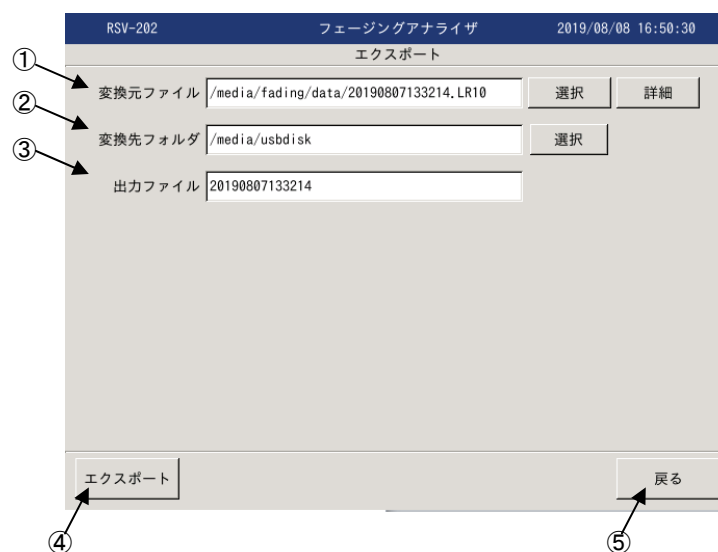 RSV-202 フェージングアナライザ 2019/08/08 16:50:30
エクスポート
① 変換元ファイル /media/fading/data/20190807133214.LR10 選択 詳細
② 変換先フォルダ /media/usbdisk 選択
③ 出力ファイル 20190807133214
エクスポート 戻る
④ ⑤